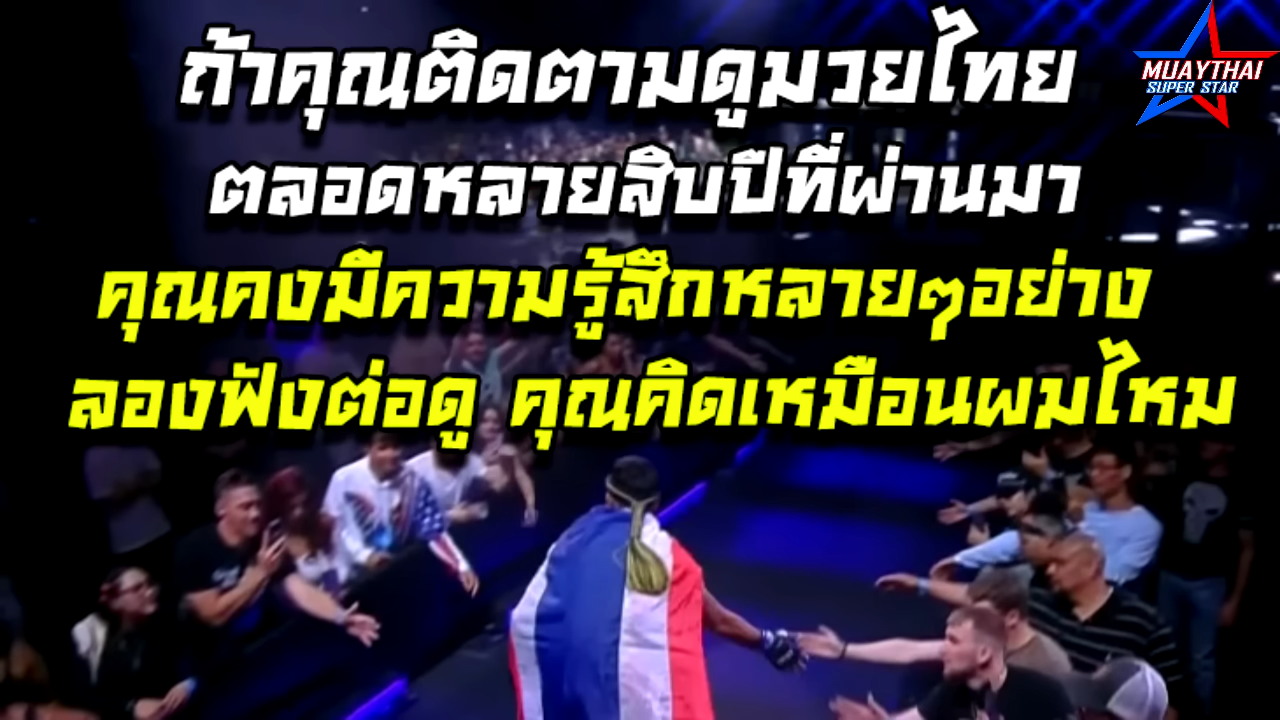 ถ้าคุณติดตามดูมวยไทย
ตลอดหลายสิบปีที่ผ่านมา
คุณคงมีความรู้สึกหลายๆอย่าง
ลองฟังต่อดู คุณคิดเหมือนผมไหม
MUAYTHAI
SUPER STAR